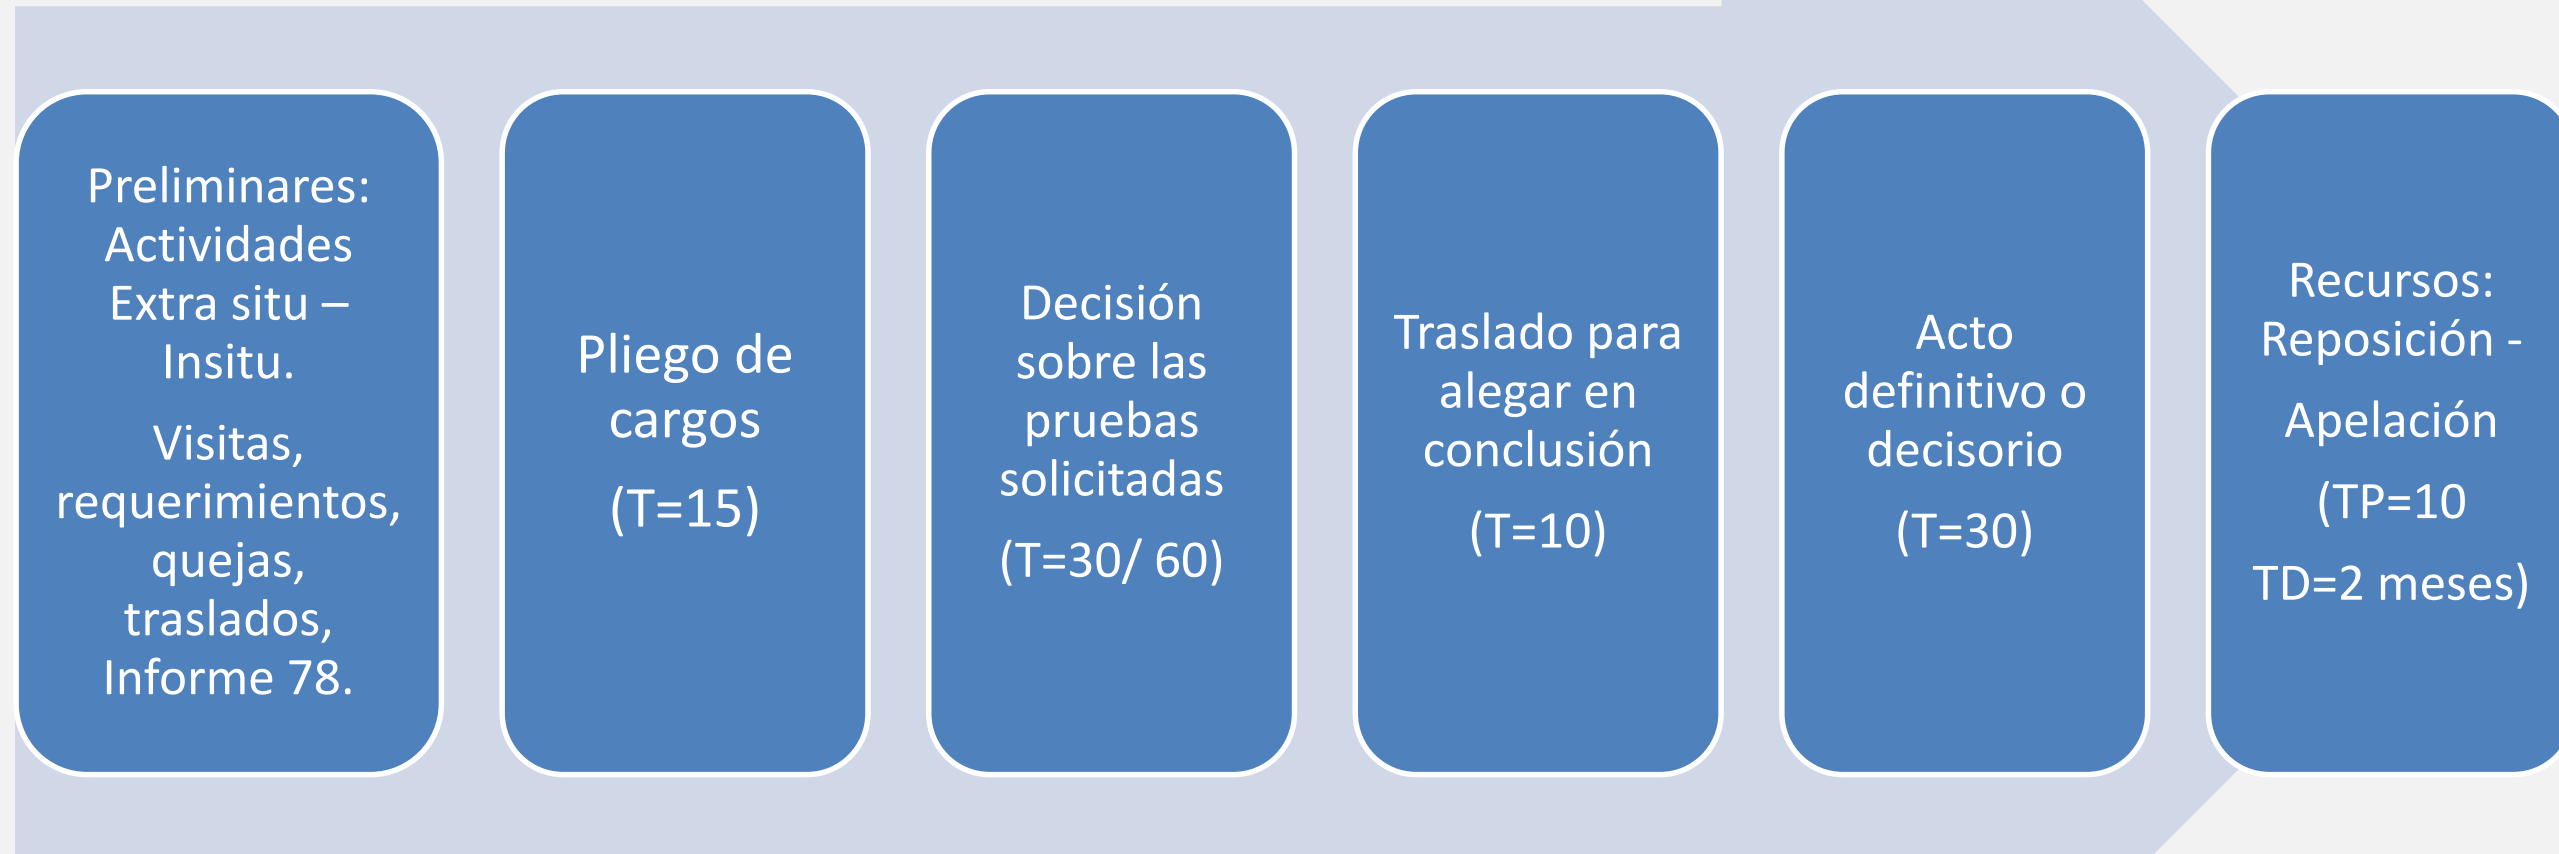 Preliminares:
Actividades
Extra situ –
Insitu.
Visitas,
requerimientos,
quejas,
traslados,
Informe 78.
Pliego de
cargos
(T=15)
Decisión
sobre las
pruebas
solicitadas
(T=30/ 60)
Traslado para
alegar en
conclusión
(T=10)
Acto
definitivo o
decisorio
(T=30)
Recursos:
Reposición -
Apelación
(TP=10
TD=2 meses)